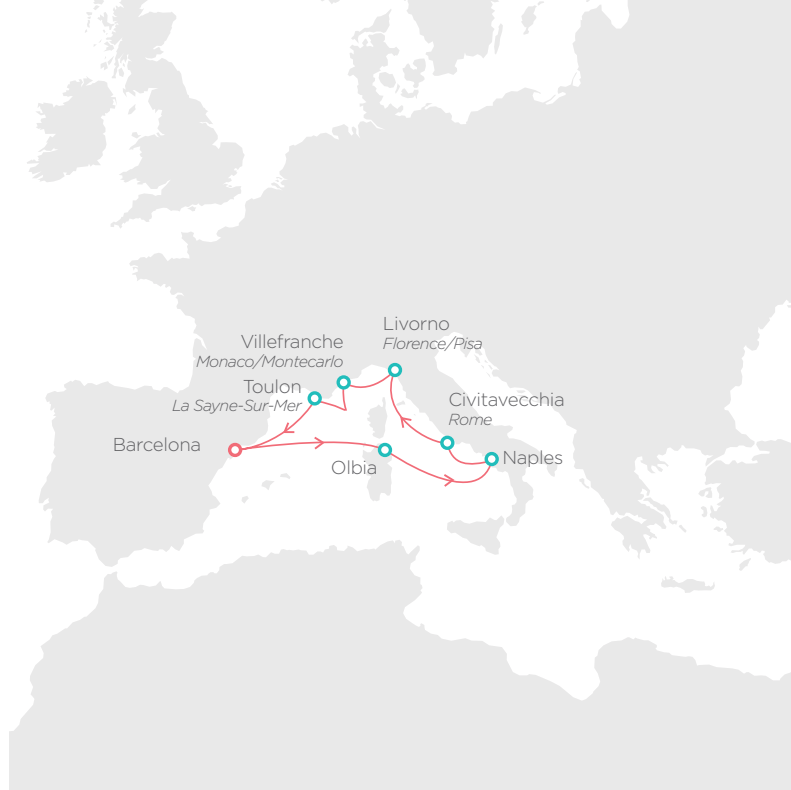 Livorno
Florence/Pisa
Villefranche
Monaco/Montecarlo
Toulon
La Sayne-Sur-Mer
Civitavecchia
Rome
Barcelona
Olbia
Naples